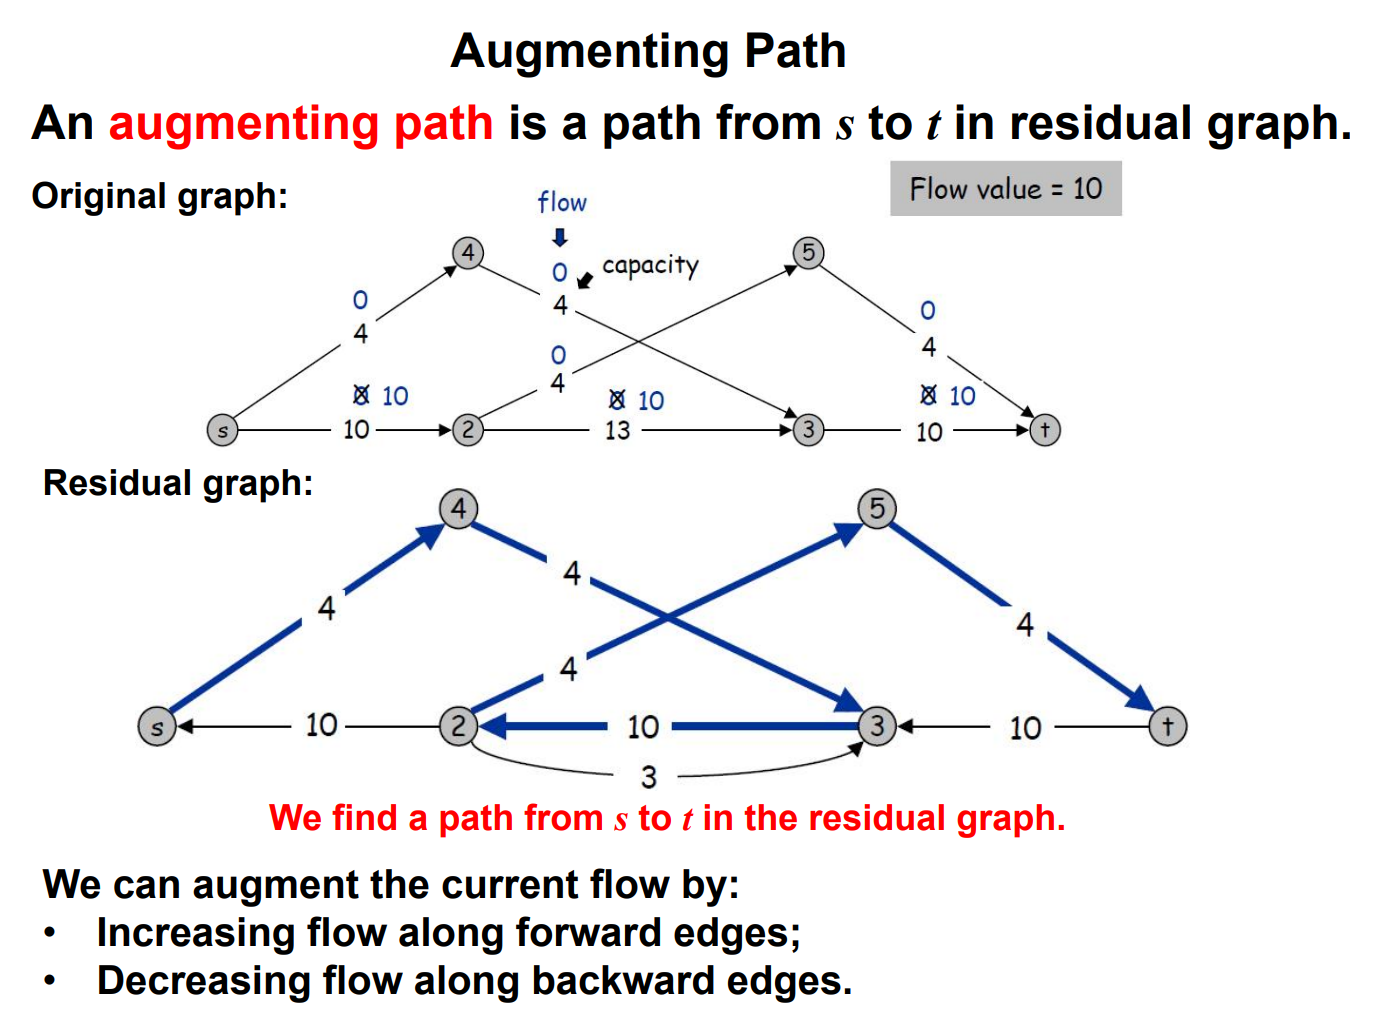 Augmenting Path
An augmenting path is a path from s to t in residual graph.
Original graph:
flow
Flow value = 10
4
0
capacity
5
0
4
4
0
4
0
4
0
4
0 10
0 10
0 10
s
10
2
13
3
10
t
Residual graph:
4
5
4
4
4
4
s
10
2
10
3
10
t
3
We find a path from s to t in the residual graph.
We can augment the current flow by:
• Increasing flow along forward edges;
• Decreasing flow along backward edges.